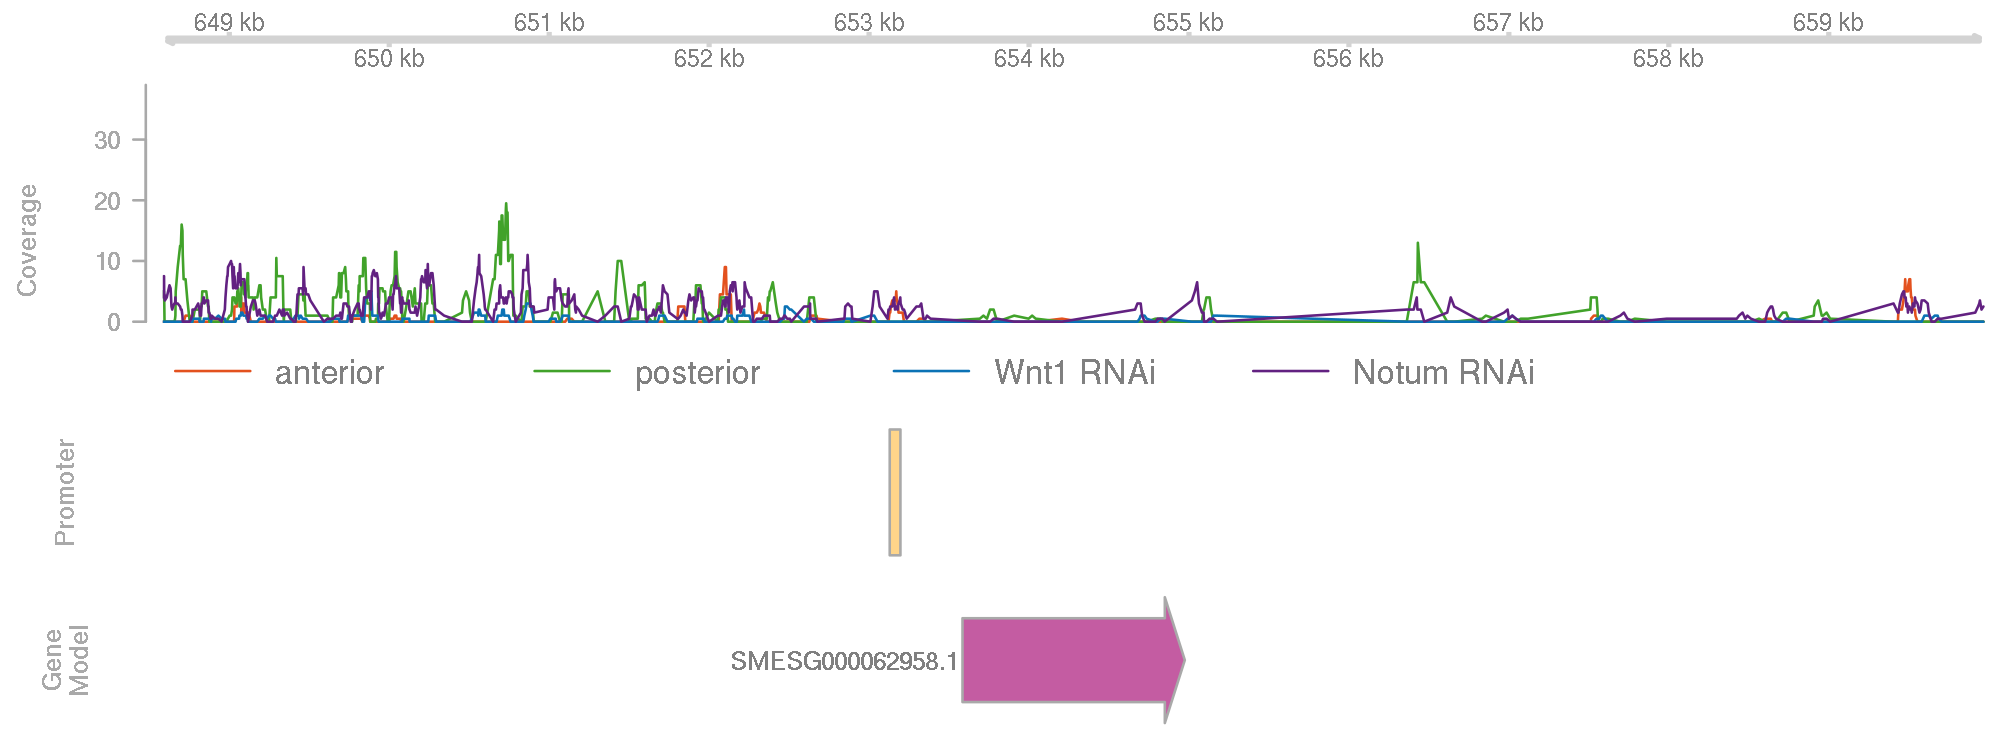 649 kb 651 kb 653 kb 655 kb 657 kb 659 kb
650 kb 652 kb 654 kb 656 kb 658 kb
Coverage
30
20
10
0
anterior posterior Wnt1 RNAi Notum RNAi
Promoter
Gene
Model
SMESG000062958.1